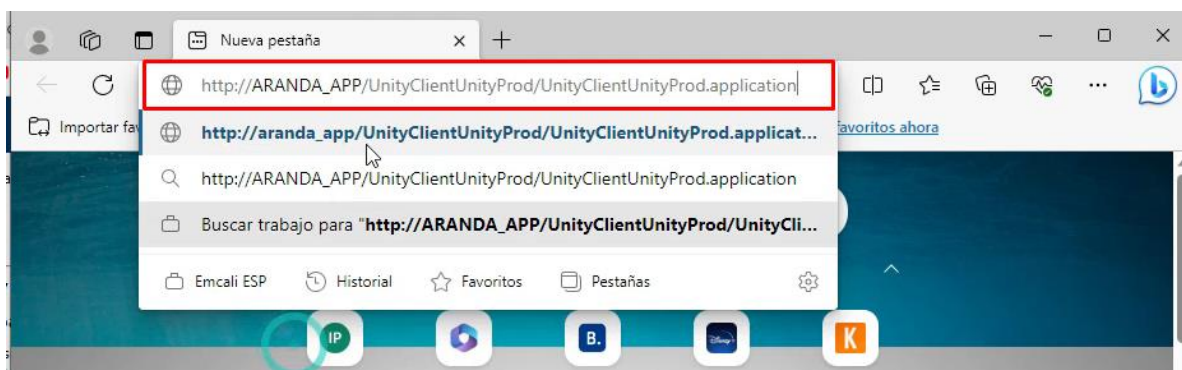 Nueva pestaña
http://ARANDA_APP/UnityClientUnityProd/UnityClientUnityProd.application
Importar fav
favoritos ahora
http://aranda_app/UnityClientUnityProd/UnityClientUnityProd.applicat...
http://ARANDA_APP/UnityClientUnityProd/UnityClientUnityProd.application
Buscar trabajo para "http://ARANDA_APP/UnityClientUnityProd/UnityCli...
Emcali ESP Historial Favoritos Pestañas
IP B. Disney+ K